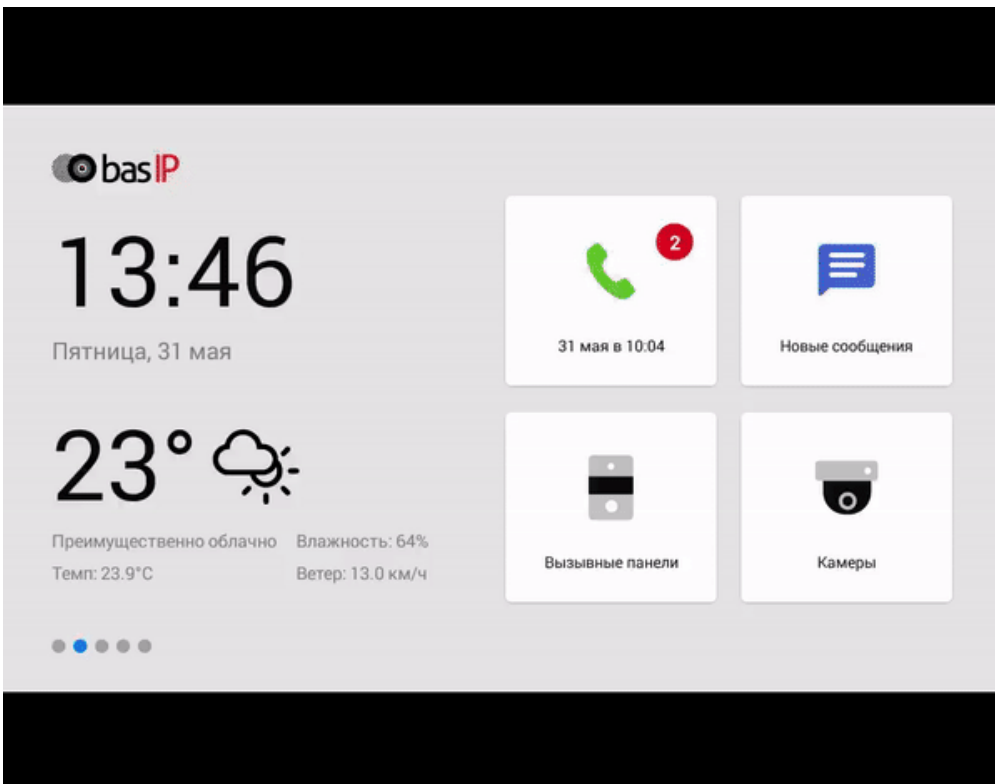 basIP
13:46
Пятница, 31 мая
23°
Преимущественно облачно
Влажность: 64%
Темп: 23.9°C
Ветер: 13.0 км/ч
2
31 мая в 10:04
Новые сообщения
Вызывные панели
Камеры